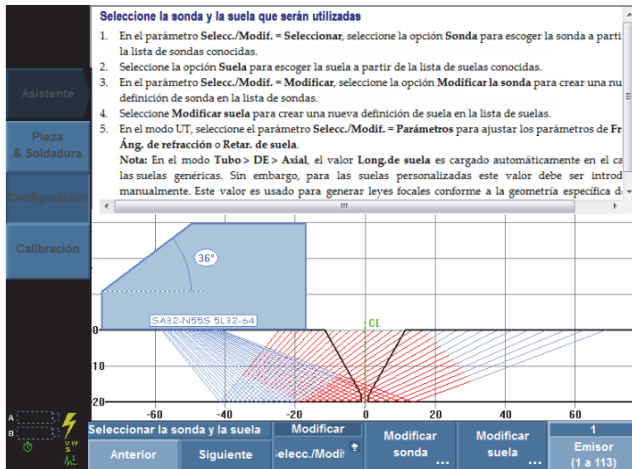 Seleccione la sonda y la suela que serán utilizadas
1. En el parámetro Selecc./Modif. = Seleccionar, seleccione la opción Sonda para escoger la sonda a parti
la lista de sondas conocidas.
2. Seleccione la opción Suela para escoger la suela a partir de la lista de suelas conocidas.
3. En el parámetro Selecc./Modif. = Modificar, seleccione la opción Modificar la sonda para crear una nu
definición de sonda en la lista de sondas.
4. Seleccione Modificar suela para crear una nueva definición de suela en la lista de suelas.
5. En el modo UT, seleccione el parámetro Selecc./Modif. = Parámetros para ajustar los parámetros de Fr
Áng. de refracción o Retar. de suela.
Nota: En el modo Tubo > DE > Axial, el valor Long.de suela es cargado automáticamente en el ca
las suelas genéricas. Sin embargo, para las suelas personalizadas este valor debe ser introd
manualmente. Este valor es usado para generar leyes focales conforme a la geometría específica d
Asistente
Pieza
& Soldadura
Configuración
Calibración
36°
SA32-N55S 5L32-64
CL
0
10
20
-60 -40 -20 0 20 40 60
A
B
V W
S
1
Seleccionar la sonda y la suela
Anterior
Siguiente
Modificar
Selecc./Modif
Modificar
sonda
...
Modificar
suela
...
1
Emisor
(1 a 113)